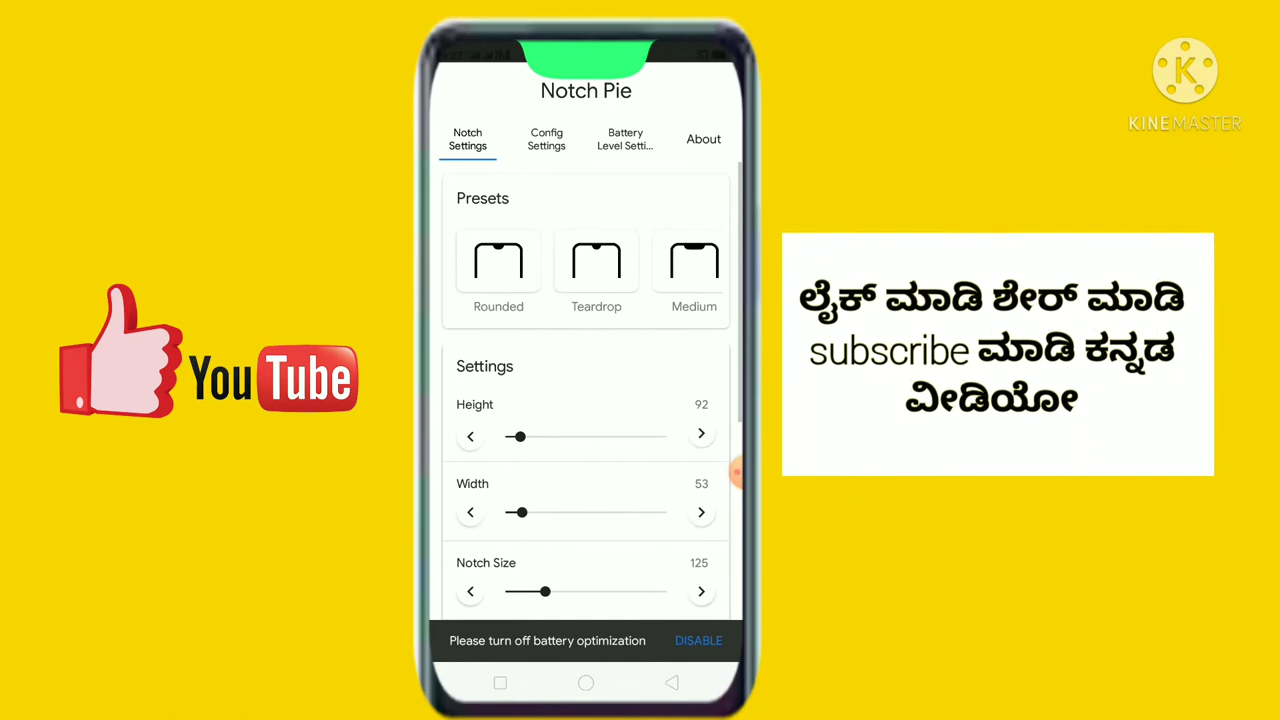 Notch Pie
Notch
Settings
Config
Settings
Battery
Level Setti...
About
Presets
Rounded
Teardrop
Medium
Settings
Height
92
Width
53
Notch Size
125
Please turn off battery optimization
DISABLE
YouTube
KINEMASTER
ಲೈಕ್ ಮಾಡಿ ಶೇರ್ ಮಾಡಿ
subscribe ಮಾಡಿ ಕನ್ನಡ
ವೀಡಿಯೋ